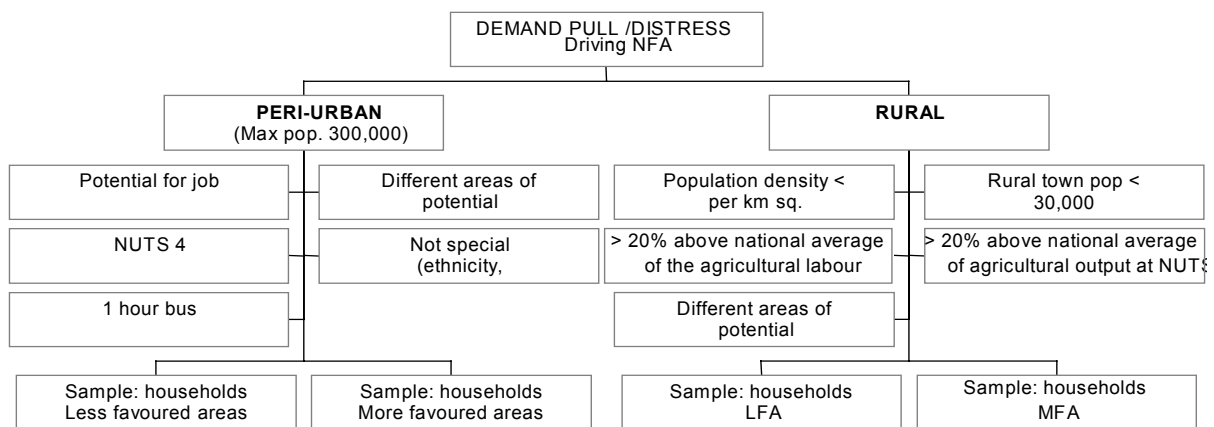 DEMAND PULL /DISTRESS
Driving NFA
PERI-URBAN
(Max pop. 300,000)
RURAL
Potential for job
Different areas of
potential
Population density <
per km sq.
Rural town pop <
30,000
NUTS 4
Not special
(ethnicity,
> 20% above national average
of the agricultural labour
> 20% above national average
of agricultural output at NUTS
1 hour bus
Different areas of
potential
Sample: households
Less favoured areas
Sample: households
More favoured areas
Sample: households
LFA
Sample: households
MFA